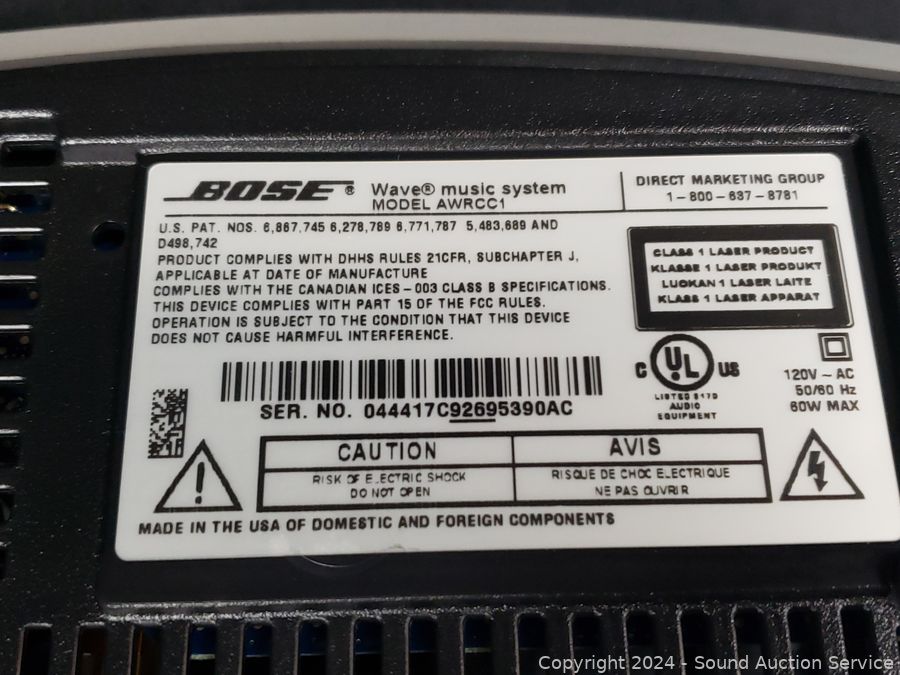 BOSE® Wave® music system
MODEL AWRCC1
DIRECT MARKETING GROUP
1-800-637-8781
U.S. PAT. NOS. 6,867,745 6,278,789 6,771,787 5,483,689 AND
D498,742
PRODUCT COMPLIES WITH DHHS RULES 21CFR, SUBCHAPTER J,
APPLICABLE AT DATE OF MANUFACTURE
COMPLIES WITH THE CANADIAN ICES-003 CLASS B SPECIFICATIONS.
THIS DEVICE COMPLIES WITH PART 15 OF THE FCC RULES.
OPERATION IS SUBJECT TO THE CONDITION THAT THIS DEVICE
DOES NOT CAUSE HARMFUL INTERFERENCE.
CLASS 1 LASER PRODUCT
KLASSE 1 LASER PRODUKT
LUOKAN 1 LASER LAITE
KLASS 1 LASER APPARAT
C UL US
LISTED 917D
AUDIO
EQUIPMENT
120V ~ AC
50/60 Hz
60W MAX
SER. NO. 044417C92695390AC
CAUTION
RISK OF ELECTRIC SHOCK
DO NOT OPEN
AVIS
RISQUE DE CHOC ELECTRIQUE
NE PAS OUVRIR
MADE IN THE USA OF DOMESTIC AND FOREIGN COMPONENTS
Copyright 2024 - Sound Auction Service